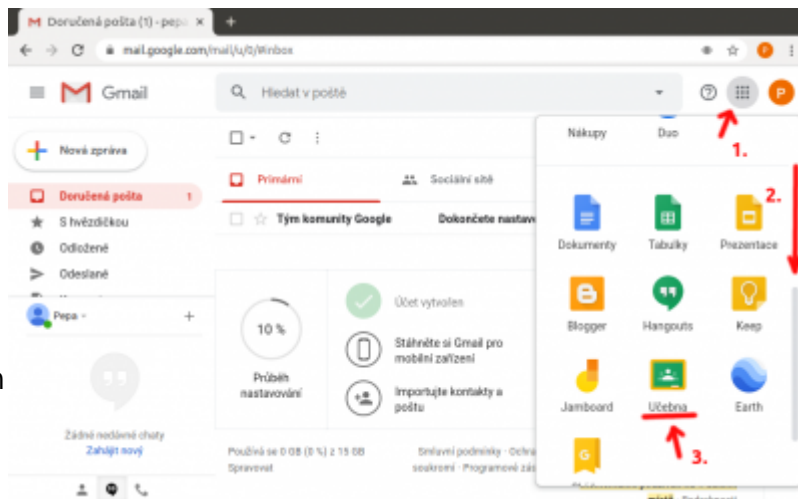 Doručená pošta (1) - pepa
mail.google.com/mail/u/0/#inbox
Gmail
Hledat v poště
P
Nová zpráva
Doručená pošta 1
S hvězdičkou
Odložené
Odeslané
Pepa
Žádné nedávné chaty
Zahájit nový
Primární
Sociální sítě
Tým komunity Google
Dokončete nastav
10 %
Průběh
nastavování
Účet vytvořen
Stáhněte si Gmail pro
mobilní zařízení
Importujte kontakty a
poštu
Používá se 0 GB (0 %) z 15 GB
Spravovat
Smluvní podmínky · Ochra
soukromí · Programové zás
Nákupy
Duo
1.
2.
Dokumenty
Tabulky
Prezentace
Blogger
Hangouts
Keep
Jamboard
Učebna
Earth
3.